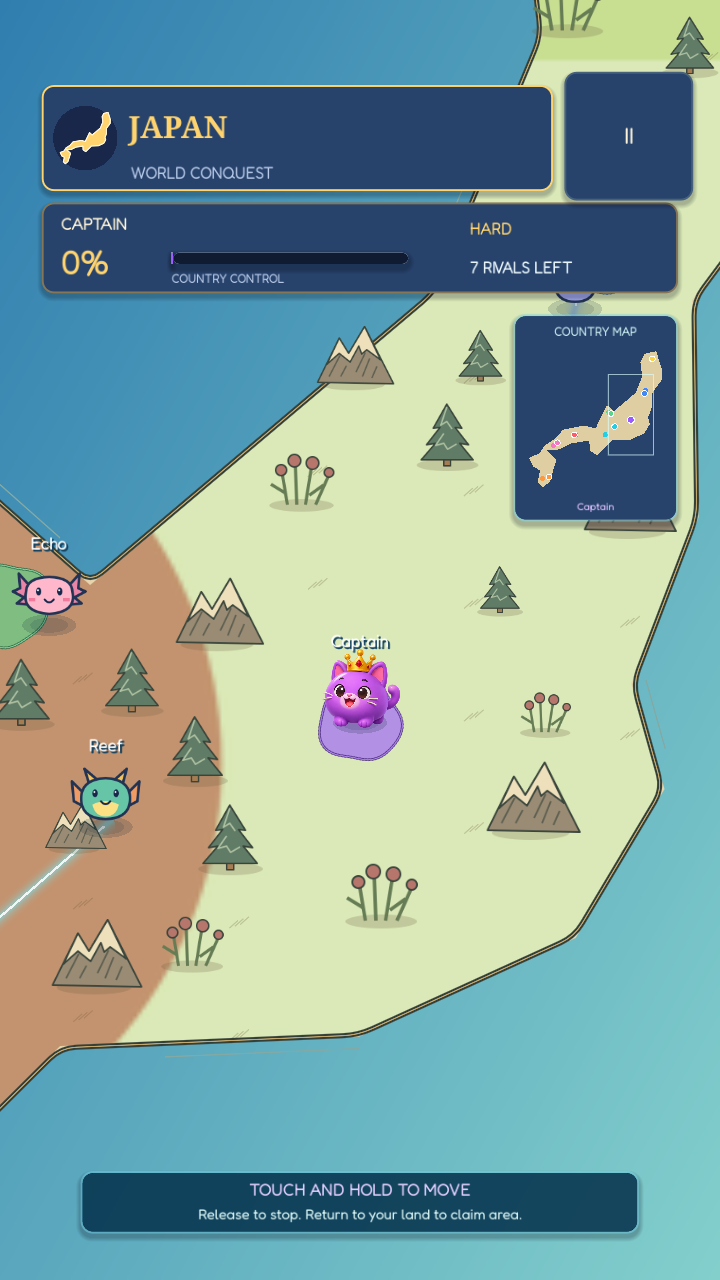 JAPAN
WORLD CONQUEST
II
CAPTAIN
0%
COUNTRY CONTROL
HARD
7 RIVALS LEFT
COUNTRY MAP
Captain
Echo
Captain
Reef
TOUCH AND HOLD TO MOVE
Release to stop. Return to your land to claim area.